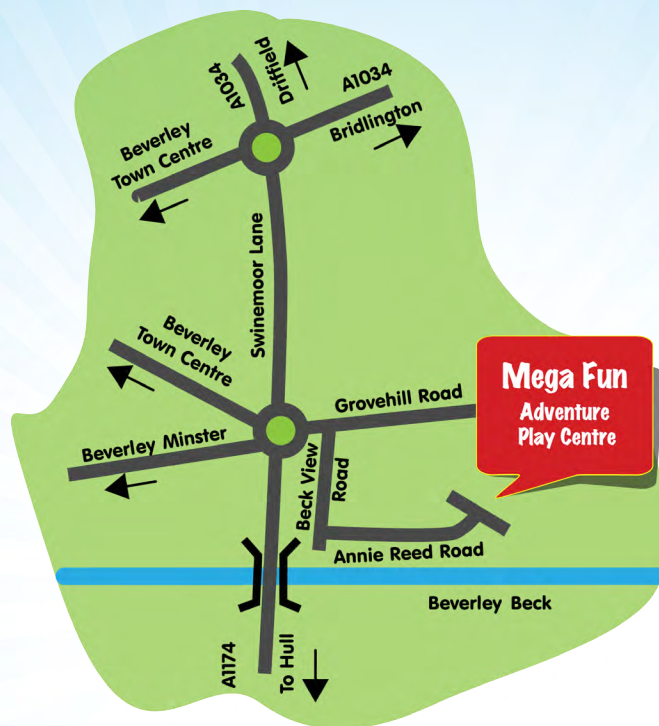 A1034
Driffield
A1034
Bridlington
Beverley
Town Centre
Swinemoor Lane
Beverley
Town Centre
Grovehill Road
Mega Fun
Adventure
Play Centre
Beverley Minster
Beck View
Road
Annie Reed Road
Beverley Beck
A1174
To Hull